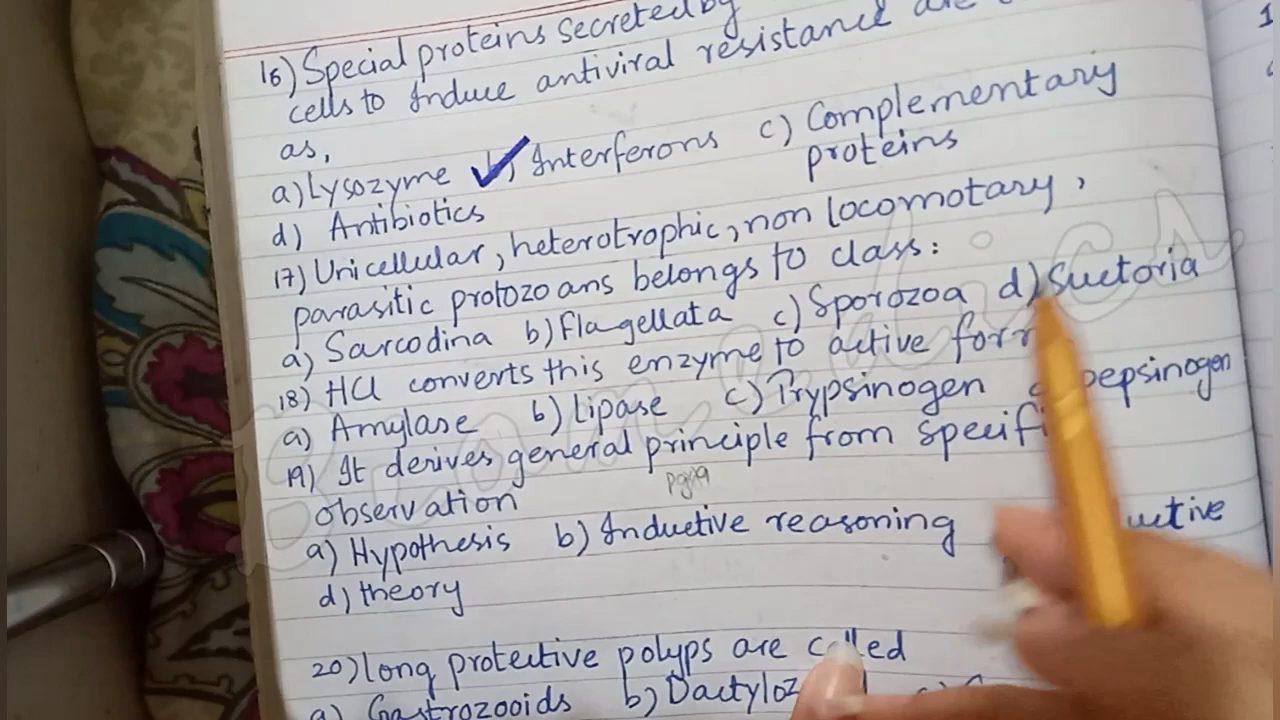 16) Special proteins secreted by
cells to Induce antiviral resistance are
as,
a) Lysozyme b) Interferons c) Complementary
proteins
d) Antibiotics
17) Unicellular, heterotrophic, non locomotary,
parasitic protozoans belongs to class:
a) Sarcodina b) Flagellata c) Sporozoa d) Suctoria
18) HCl converts this enzyme to active form
a) Amylase b) Lipase c) Trypsinogen d pepsinogen
19) It derives general principle from specifi
observation
a) Hypothesis b) Inductive reasoning uctive
d) theory
20) long protective polyps are called
a) Gastrozooids b) Dactyloz